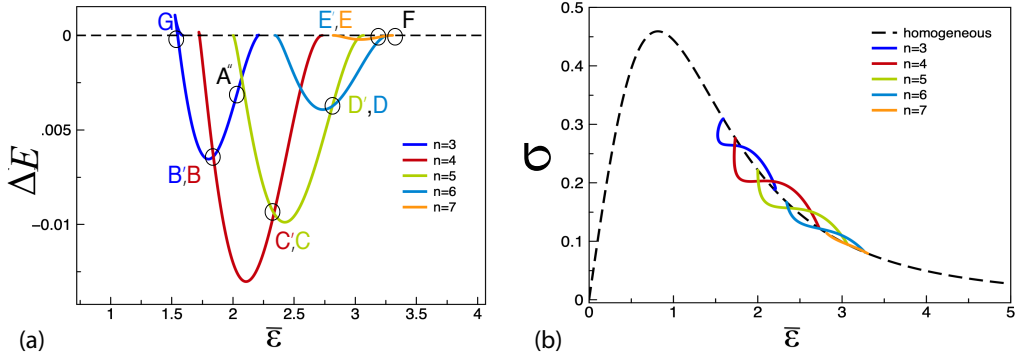 G
E′,E
F
0
A″
D′,D
.005
B′,B
ΔE
n=3
n=4
n=5
n=6
n=7
−0.01
C′,C
1 1.5 2 2.5 3 3.5 4
(a)
ε̅
0.5
homogeneous
n=3
n=4
n=5
n=6
n=7
0.4
0.3
σ
0.2
0.1
0
0 1 2 3 4 5
(b)
ε̅